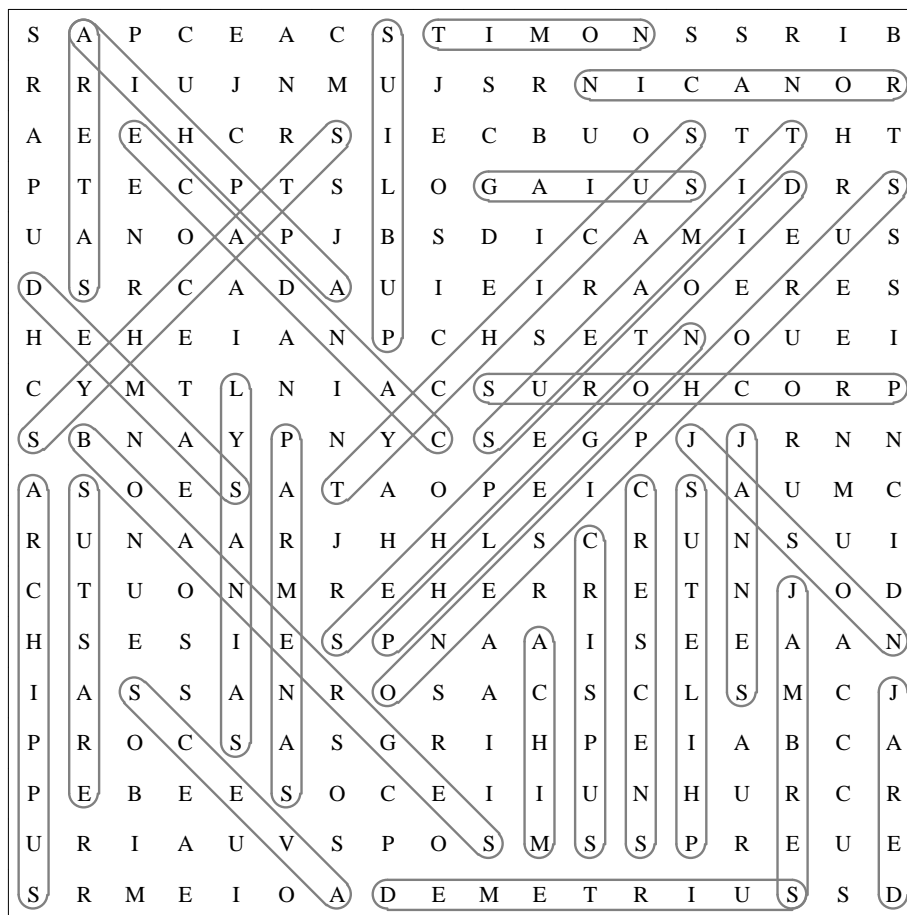 S A P C E A C S T I M O N S S R I B
R R I U J N M U J S R N I C A N O R
A E E H C R S I E C B U O S T T H T
P T E C P T S L O G A I U S I D R S
U A N O A P J B S D I C A M I E U S
D S R C A D A U I E I R A O E R E S
H E H E I A N P C H S E T N O U E I
C Y M T L N I A C S U R O H C O R P
S B N A Y P N Y C S E G P J J R N N
A S O E S A T A O P E I C S A U M C
R U N A A R J H H L S C R U N S U I
C T U O N M R E H E R R E T N J O D
H S E S I E S P N A A I S E E A A N
I A S S A N R O S A C S C L S M C J
P R O C S A S G R I H P E I A B C A
P E B E E S O C E I I U N H U R C R
U R I A U V S P O S M S S P R E U E
S R M E I O A D E M E T R I U S S D